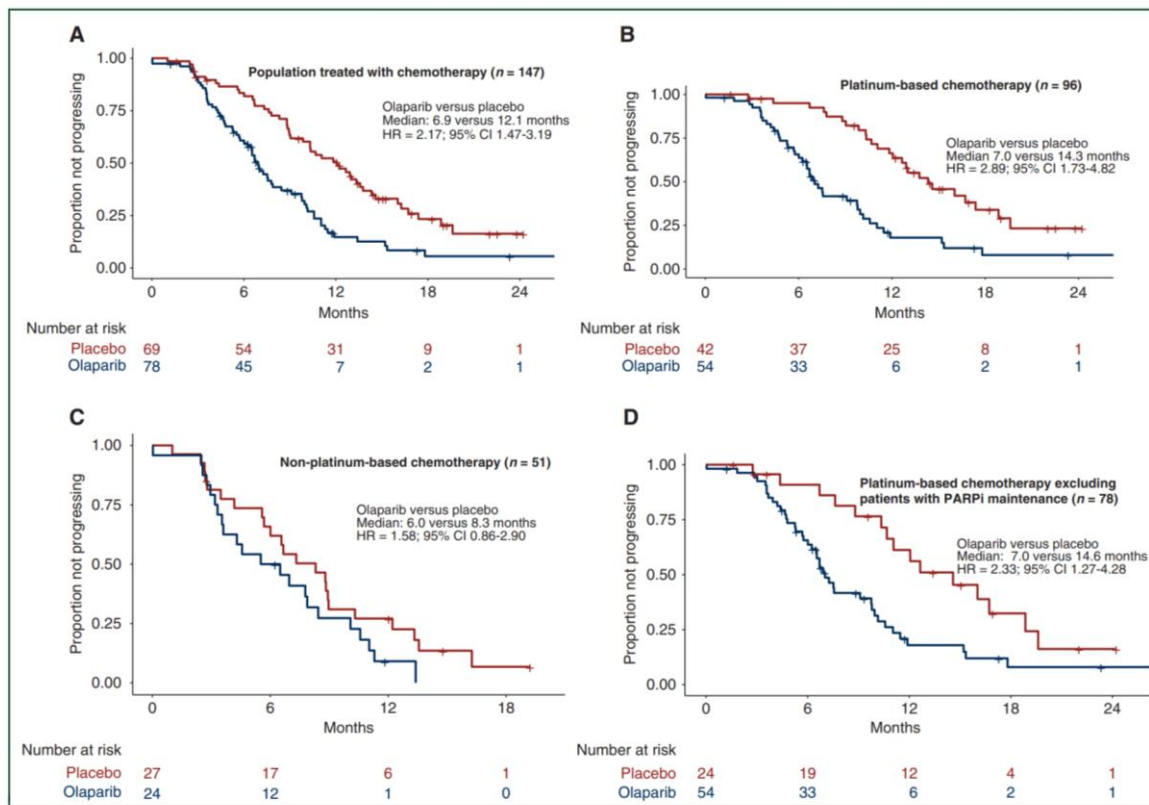 A
Population treated with chemotherapy (n = 147)
Olaparib versus placebo
Median: 6.9 versus 12.1 months
HR = 2.17; 95% CI 1.47-3.19
Proportion not progressing
1.00
0.75
0.50
0.25
0.00
0 6 12 18 24
Months
Number at risk
Placebo 69 54 31 9 1
Olaparib 78 45 7 2 1
B
Platinum-based chemotherapy (n = 96)
Olaparib versus placebo
Median 7.0 versus 14.3 months
HR = 2.89; 95% CI 1.73-4.82
Proportion not progressing
1.00
0.75
0.50
0.25
0.00
0 6 12 18 24
Months
Number at risk
Placebo 42 37 25 8 1
Olaparib 54 33 6 2 1
C
Non-platinum-based chemotherapy (n = 51)
Olaparib versus placebo
Median: 6.0 versus 8.3 months
HR = 1.58; 95% CI 0.86-2.90
Proportion not progressing
1.00
0.75
0.50
0.25
0.00
0 6 12 18
Months
Number at risk
Placebo 27 17 6 1
Olaparib 24 12 1 0
D
Platinum-based chemotherapy excluding
patients with PARPi maintenance (n = 78)
Olaparib versus placebo
Median: 7.0 versus 14.6 months
HR = 2.33; 95% CI 1.27-4.28
Proportion not progressing
1.00
0.75
0.50
0.25
0.00
0 6 12 18 24
Months
Number at risk
Placebo 24 19 12 4 1
Olaparib 54 33 6 2 1